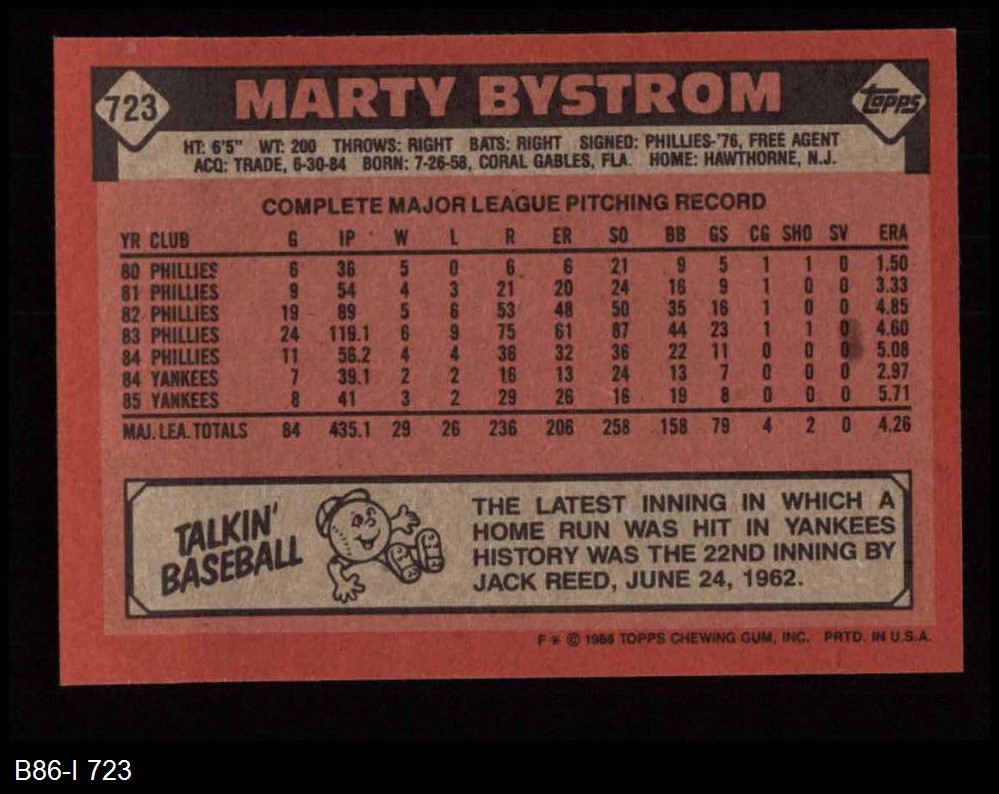 723
MARTY BYSTROM
Topps
HT: 6'5" WT: 200 THROWS: RIGHT BATS: RIGHT SIGNED: PHILLIES-'76, FREE AGENT
ACQ: TRADE, 6-30-84 BORN: 7-26-58, CORAL GABLES, FLA. HOME: HAWTHORNE, N.J.
COMPLETE MAJOR LEAGUE PITCHING RECORD
YR CLUB G IP W L R ER SO BB GS CG SHO SV ERA
80 PHILLIES 6 36 5 0 6 6 21 9 5 1 1 0 1.50
81 PHILLIES 9 54 4 3 21 20 24 16 9 1 0 0 3.33
82 PHILLIES 19 89 5 6 53 48 50 35 16 1 0 0 4.85
83 PHILLIES 24 119.1 6 9 75 61 87 44 23 1 1 0 4.60
84 PHILLIES 11 56.2 4 4 36 32 36 22 11 0 0 0 5.08
84 YANKEES 7 39.1 2 2 16 13 24 13 7 0 0 0 2.97
85 YANKEES 8 41 3 2 29 26 16 19 8 0 0 0 5.71
MAJ. LEA. TOTALS 84 435.1 29 26 236 206 258 158 79 4 2 0 4.26
TALKIN'
BASEBALL
THE LATEST INNING IN WHICH A
HOME RUN WAS HIT IN YANKEES
HISTORY WAS THE 22ND INNING BY
JACK REED, JUNE 24, 1962.
F * © 1986 TOPPS CHEWING GUM, INC. PRTD. IN U.S.A.
B86-I 723